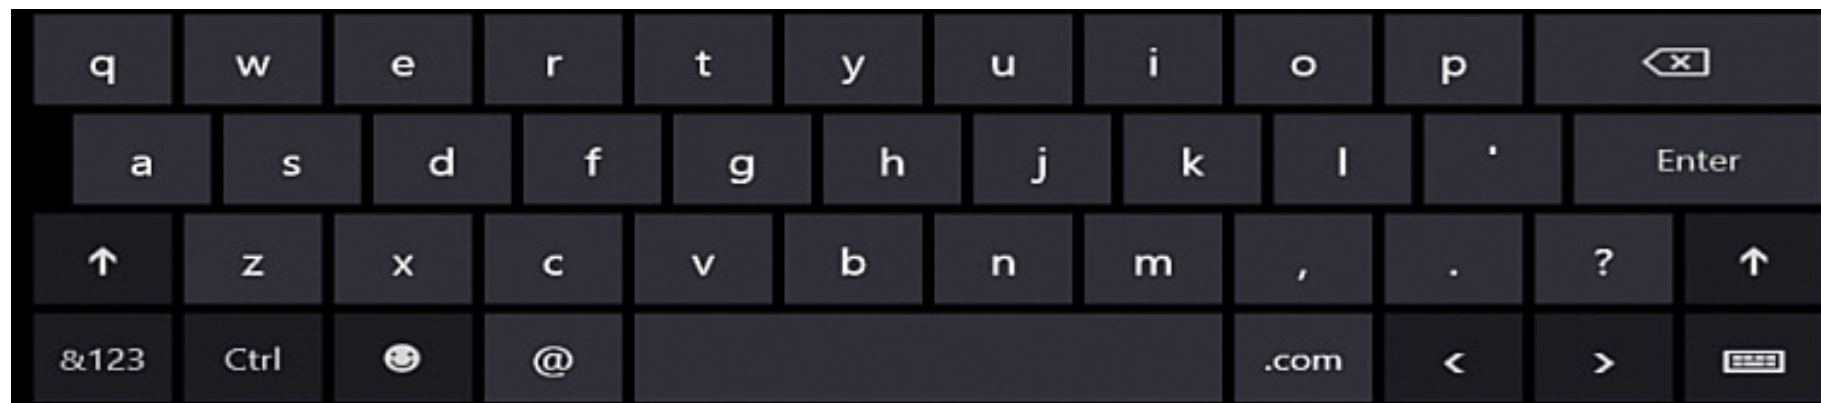 q w e r t y u i o p
a s d f g h j k l ' Enter
↑ z x c v b n m , . ? ↑
&123 Ctrl @ .com < >